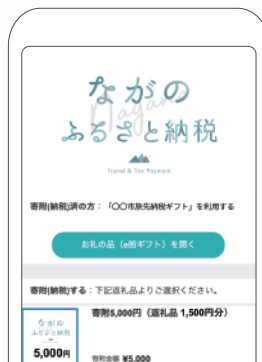 ながの
Nagano
ふるさと納税
Travel & Tax Payment
寄附(納税)済の方：「〇〇市旅先納税ギフト」を利用する
お礼の品（e街ギフト）を開く
寄附(納税)する：下記返礼品よりご選択ください。
寄附5,000円（返礼品 1,500円分）
ながの
ふるさと納税
5,000円
寄附金額 ¥5,000